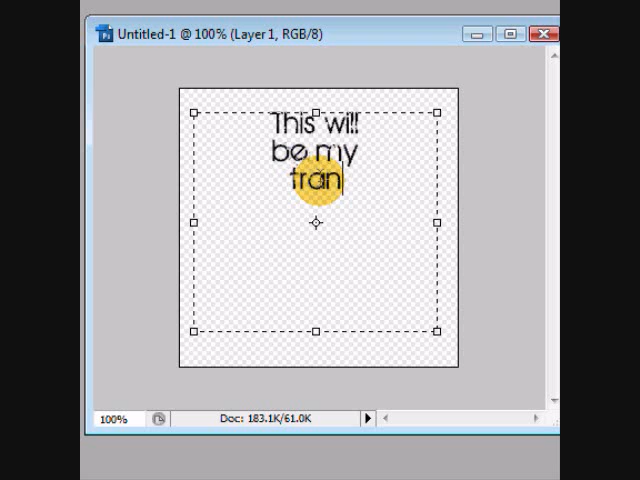 Untitled-1 @ 100% (Layer 1, RGB/8)
This will
be my
tran
100%
Doc: 183.1K/61.0K